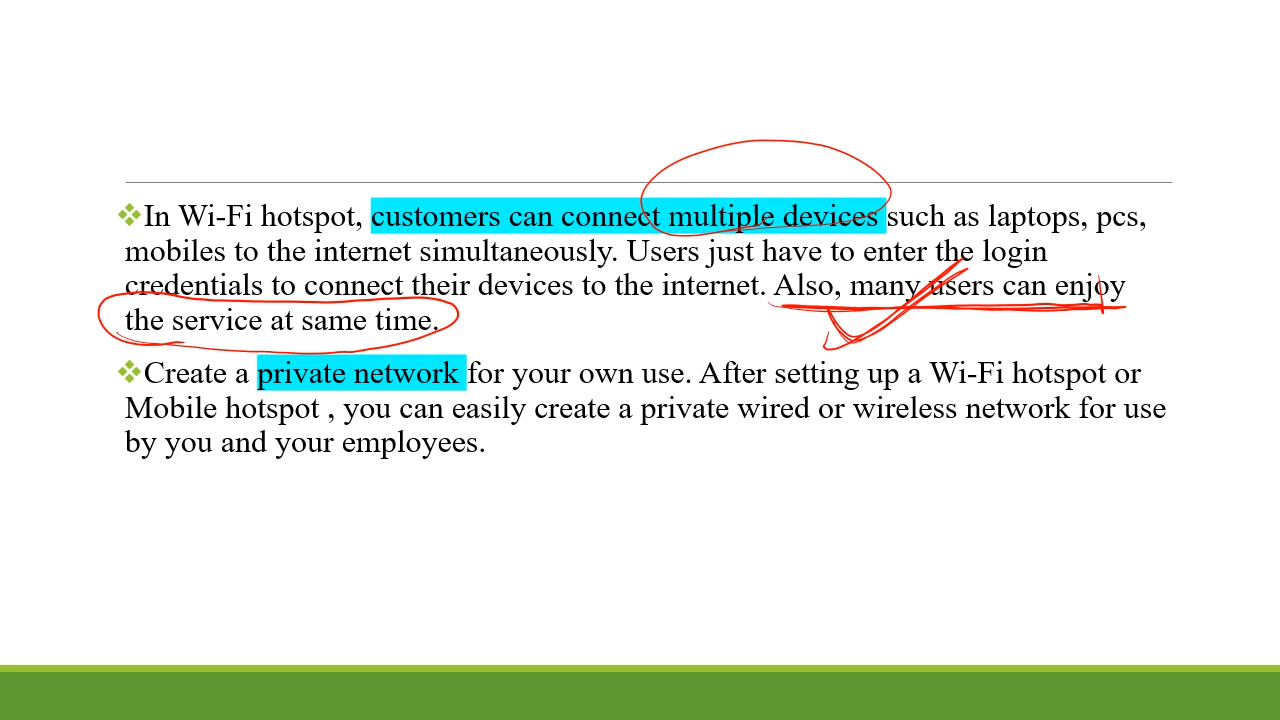 In Wi-Fi hotspot, customers can connect multiple devices such as laptops, pcs,
mobiles to the internet simultaneously. Users just have to enter the login
credentials to connect their devices to the internet. Also, many users can enjoy
the service at same time.
Create a private network for your own use. After setting up a Wi-Fi hotspot or
Mobile hotspot , you can easily create a private wired or wireless network for use
by you and your employees.